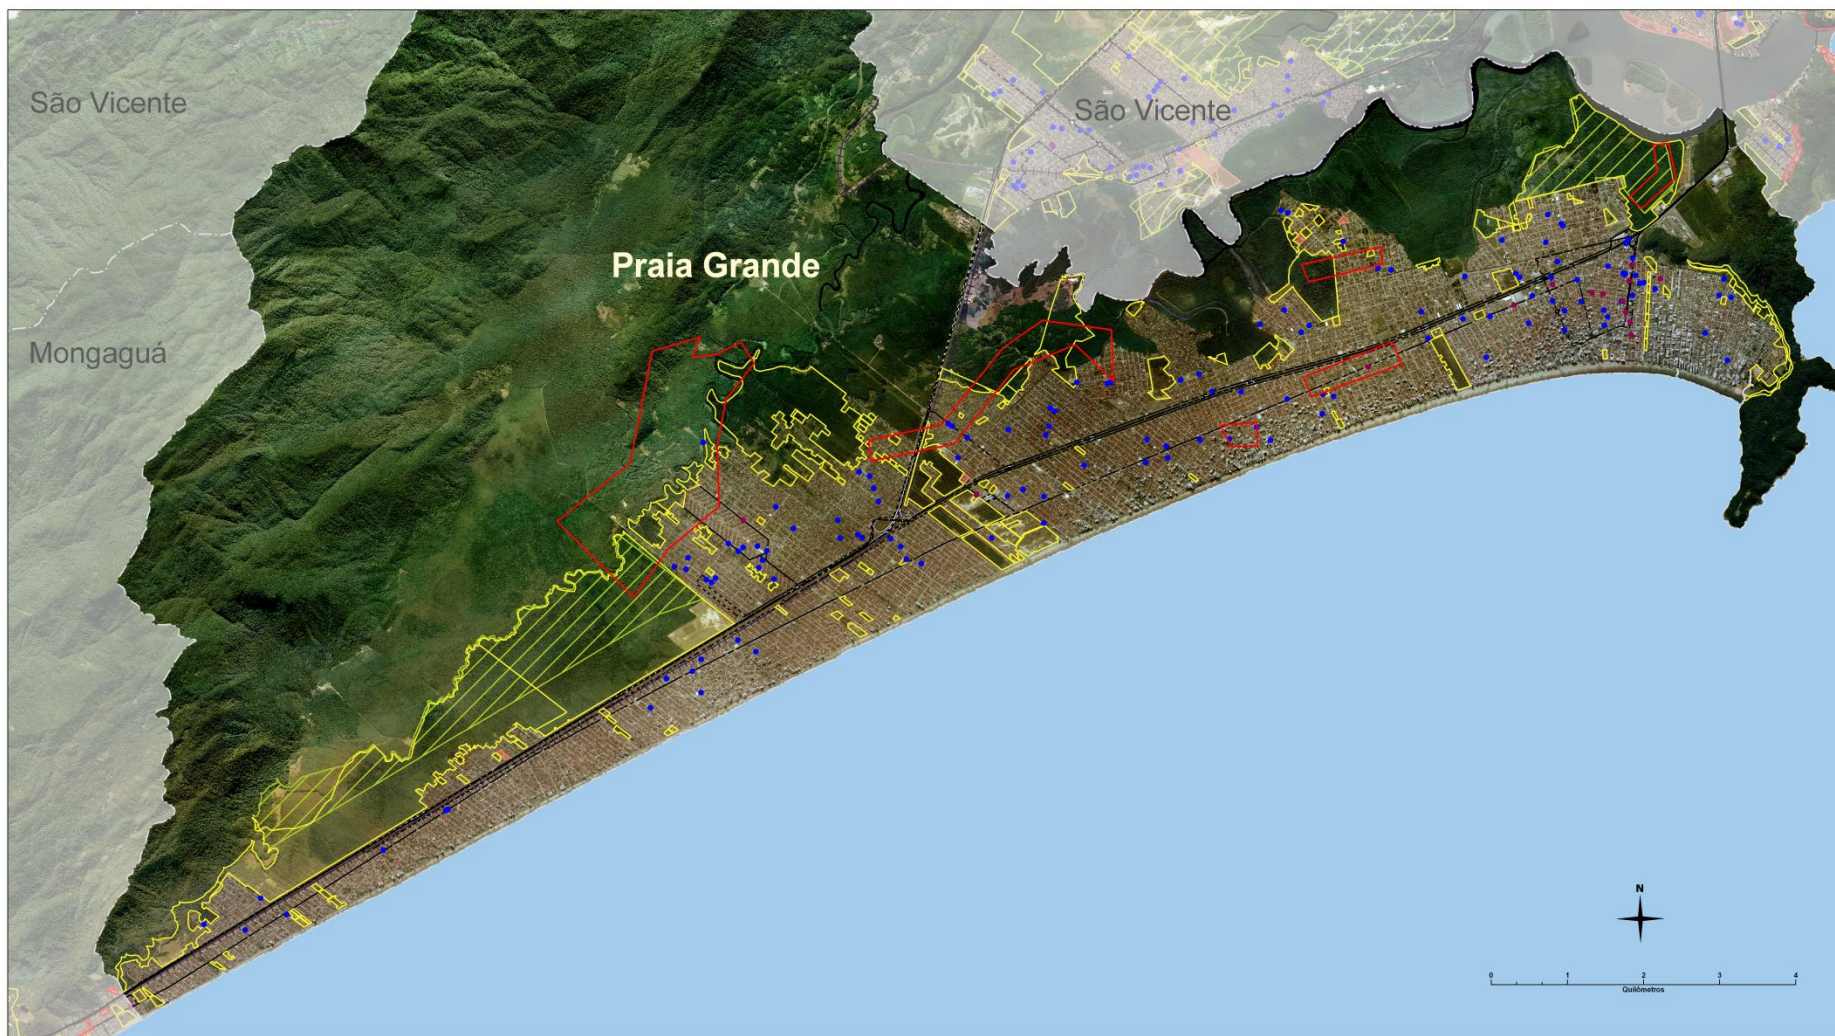 São Vicente
São Vicente
Praia Grande
Mongaguá
N
0 1 2 3 4
Quilômetros